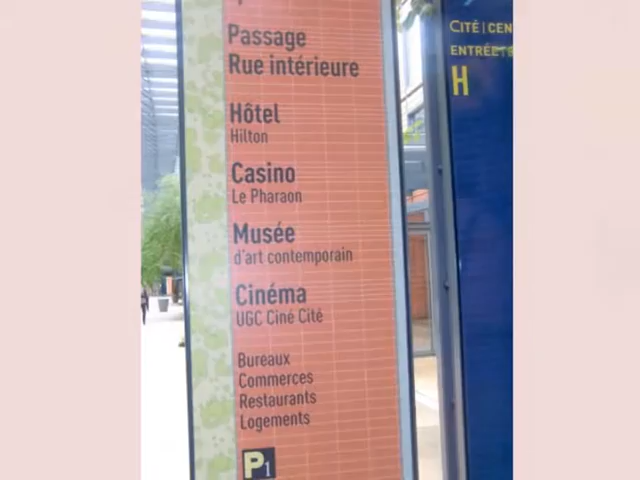 Passage
Rue intérieure
Hôtel
Hilton
Casino
Le Pharaon
Musée
d'art contemporain
Cinéma
UGC Ciné Cité
Bureaux
Commerces
Restaurants
Logements
P1
CITÉ | CEN
ENTRÉE
H